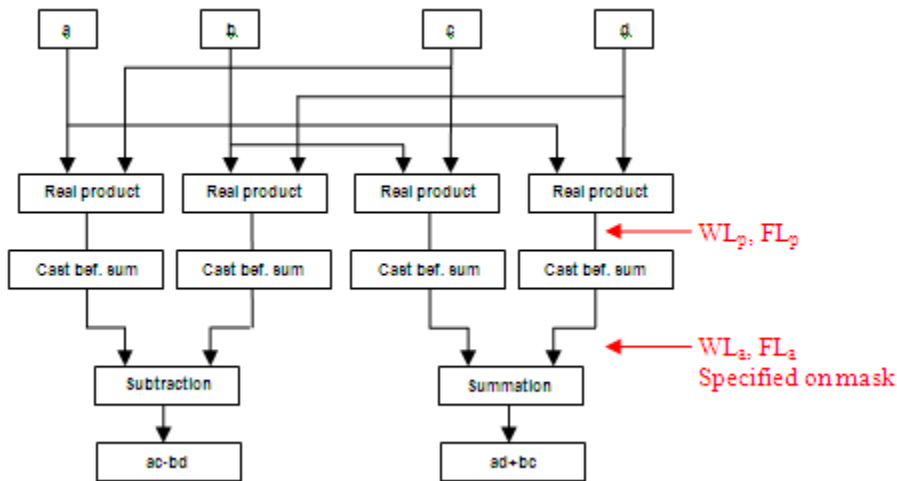 a
b
c
d
Real product
Real product
Real product
Real product
WLp, FLp
Cast bef. sum
Cast bef. sum
Cast bef. sum
Cast bef. sum
WLa, FLa
Specified on mask
Subtraction
Summation
ac-bd
ad+bc